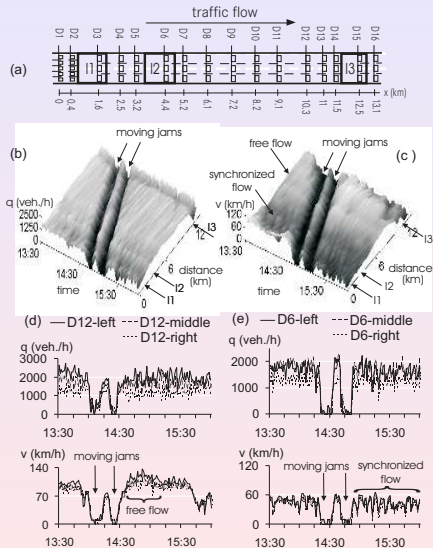 traffic flow
D1 D2 D3 D4 D5 D6 D7 D8 D9 D10 D11 D12 D13 D14 D15 D16
(a) I1 I2 I3
x (km)
0 0.4 1.6 2.5 3.2 4.4 5.2 6.1 7.2 8.2 9.1 10.3 11.0 11.5 12.5 13.1
(b) moving jams
q (veh./h)
2500
1250
0
13:30
14:30
15:30
time
0
6
12
distance
(km)
I1
I2
I3
(c) free flow moving jams
synchronized
flow
v (km/h)
120
60
0
13:30
14:30
15:30
time
0
6
12
distance
(km)
I1
I2
I3
(d) D12-left D12-middle
D12-right
q (veh./h)
3000
2000
1000
0
13:30 14:30 15:30
v (km/h)
140
70
0
moving jams
free flow
13:30 14:30 15:30
(e) D6-left D6-middle
D6-right
q (veh./h)
2000
1000
0
13:30 14:30 15:30
v (km/h)
120
60
0
moving jams synchronized
flow
13:30 14:30 15:30